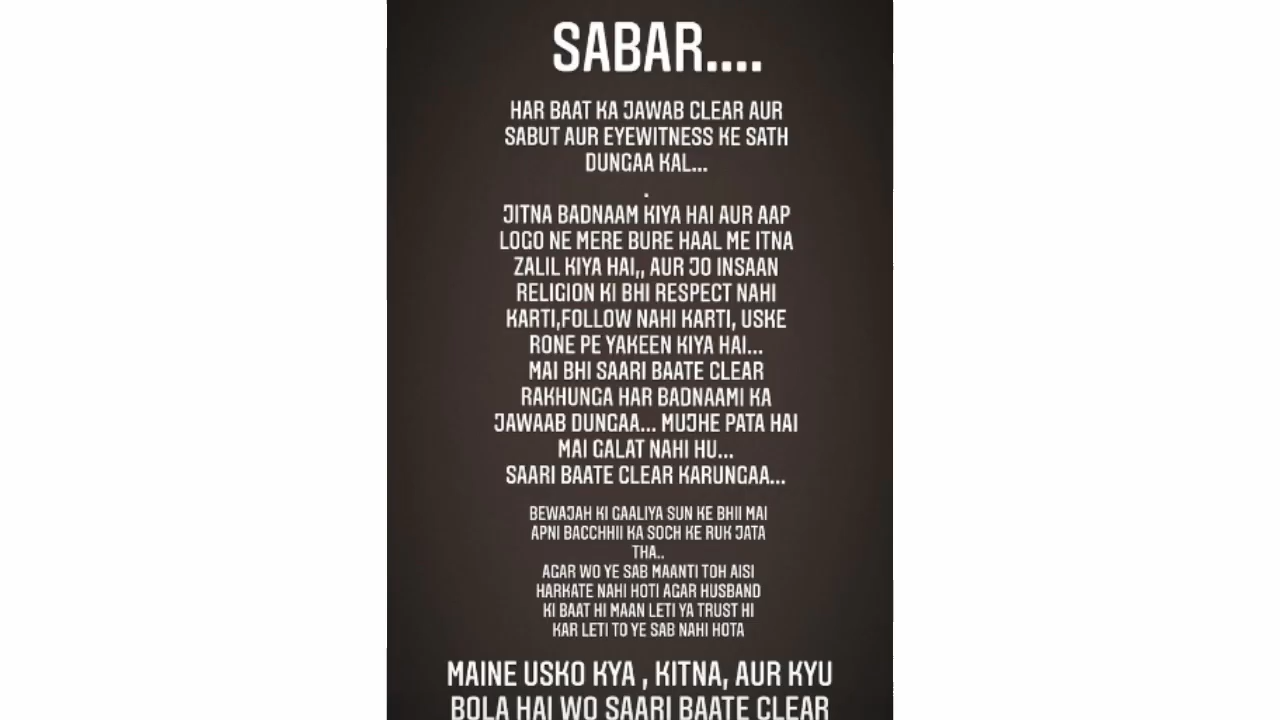 SABAR....
HAR BAAT KA JAWAB CLEAR AUR
SABUT AUR EYEWITNESS KE SATH
DUNGAA KAL...
.
JITNA BADNAAM KIYA HAI AUR AAP
LOGO NE MERE BURE HAAL ME ITNA
ZALIL KIYA HAI,, AUR JO INSAAN
RELIGION KI BHI RESPECT NAHI
KARTI,FOLLOW NAHI KARTI, USKE
RONE PE YAKEEN KIYA HAI...
MAI BHI SAARI BAATE CLEAR
RAKHUNGA HAR BADNAAMI KA
JAWAAB DUNGAA... MUJHE PATA HAI
MAI GALAT NAHI HU...
SAARI BAATE CLEAR KARUNGAA...
BEWAJAH KI GAALIYA SUN KE BHII MAI
APNI BACCHHII KA SOCH KE RUK JATA
THA..
AGAR WO YE SAB MAANTI TOH AISI
HARKATE NAHI HOTI AGAR HUSBAND
KI BAAT HI MAAN LETI YA TRUST HI
KAR LETI TO YE SAB NAHI HOTA
MAINE USKO KYA , KITNA, AUR KYU
BOLA HAI WO SAARI BAATE CLEAR